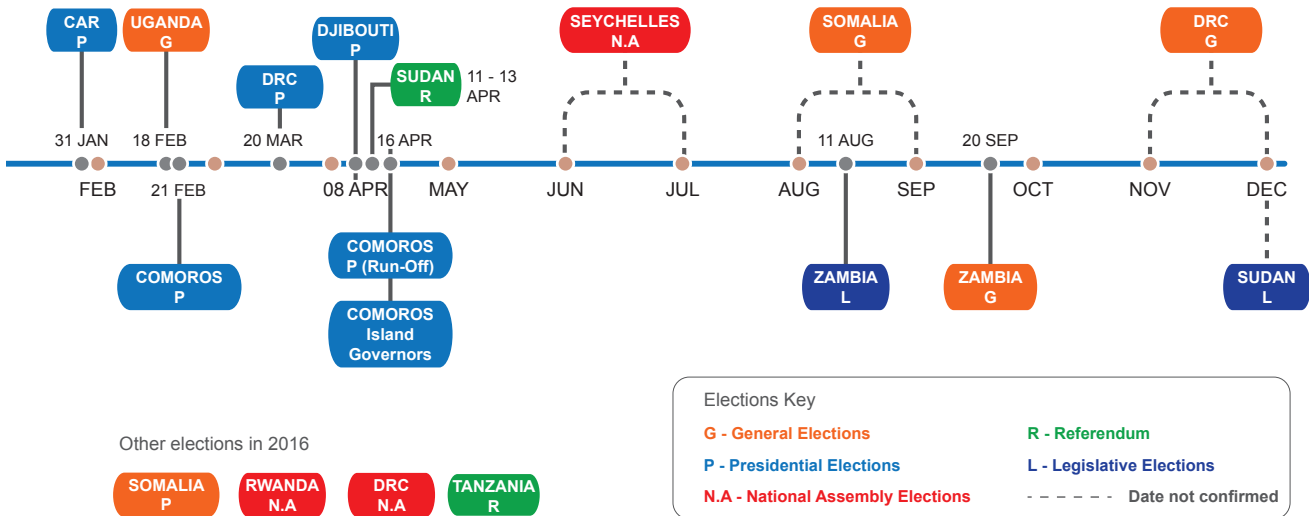 CAR
P
UGANDA
G
DJIBOUTI
P
SEYCHELLES
N.A
SOMALIA
G
DRC
G
DRC
P
SUDAN
R
11 - 13
APR
31 JAN
18 FEB
20 MAR
16 APR
11 AUG
20 SEP
FEB
21 FEB
08 APR
MAY
JUN
JUL
AUG
SEP
OCT
NOV
DEC
COMOROS
P
COMOROS
P (Run-Off)
COMOROS
Island
Governors
ZAMBIA
L
ZAMBIA
G
SUDAN
L
Other elections in 2016
SOMALIA
P
RWANDA
N.A
DRC
N.A
TANZANIA
R
Elections Key
G - General Elections
P - Presidential Elections
N.A - National Assembly Elections
R - Referendum
L - Legislative Elections
Date not confirmed